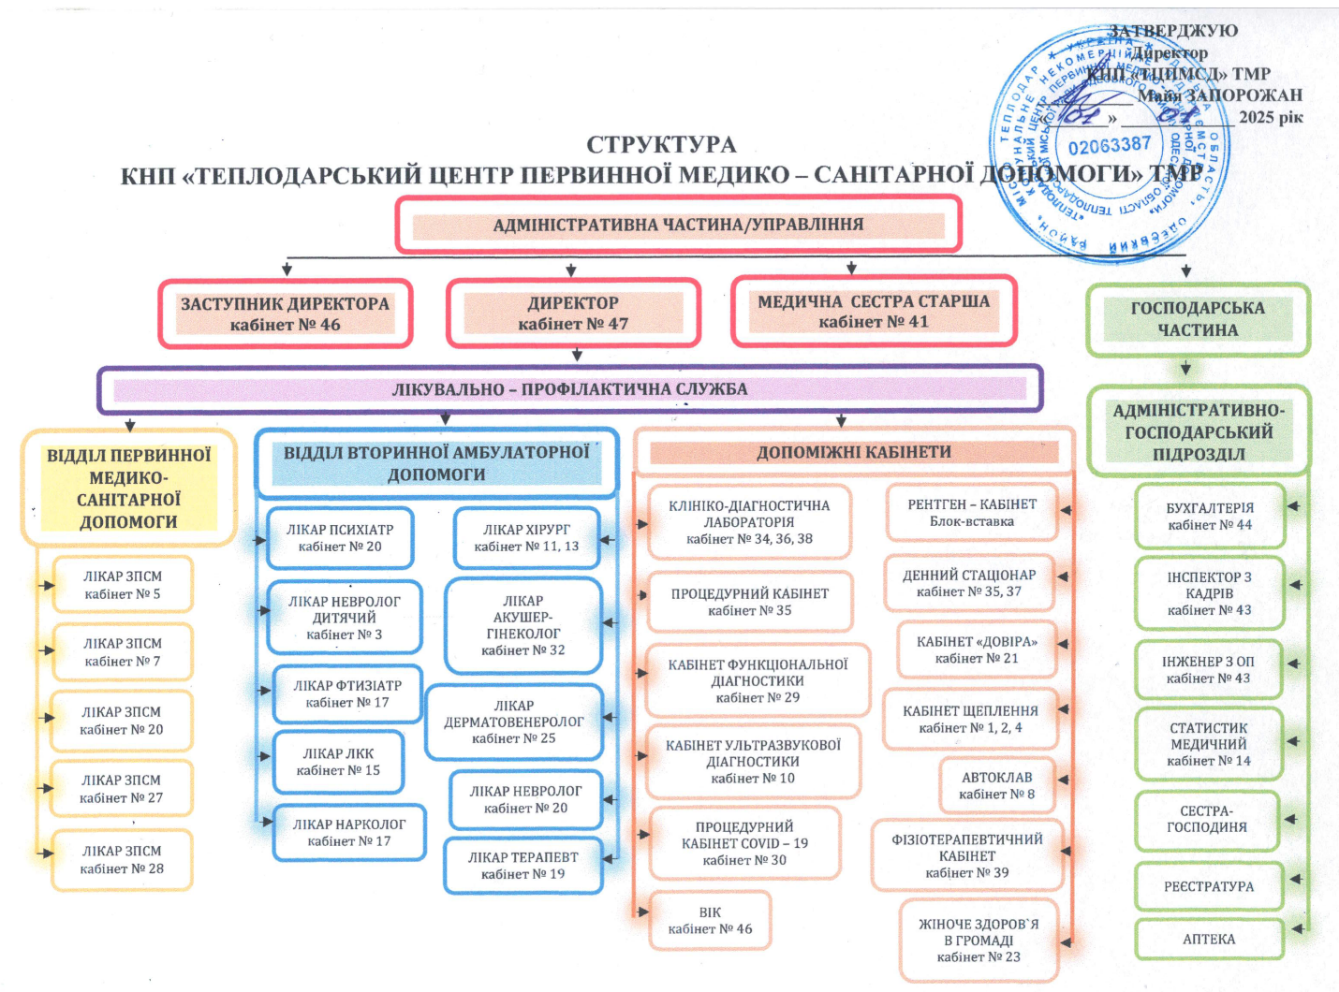 ЗАТВЕРДЖУЮ
Директор
КНП «ТЦПМСД» ТМР
Майя ЗАПОРОЖАН
«01» 01 2025 рік
02063387
СТРУКТУРА
КНП «ТЕПЛОДАРСЬКИЙ ЦЕНТР ПЕРВИННОЇ МЕДИКО – САНІТАРНОЇ ДОПОМОГИ» ТМР
АДМІНІСТРАТИВНА ЧАСТИНА/УПРАВЛІННЯ
ЗАСТУПНИК ДИРЕКТОРА
кабінет № 46
ДИРЕКТОР
кабінет № 47
МЕДИЧНА СЕСТРА СТАРША
кабінет № 41
ГОСПОДАРСЬКА
ЧАСТИНА
ЛІКУВАЛЬНО – ПРОФІЛАКТИЧНА СЛУЖБА
ВІДДІЛ ПЕРВИННОЇ
МЕДИКО-
САНІТАРНОЇ
ДОПОМОГИ
ЛІКАР ЗПСМ
кабінет № 5
ЛІКАР ЗПСМ
кабінет № 7
ЛІКАР ЗПСМ
кабінет № 20
ЛІКАР ЗПСМ
кабінет № 27
ЛІКАР ЗПСМ
кабінет № 28
ВІДДІЛ ВТОРИННОЇ АМБУЛАТОРНОЇ
ДОПОМОГИ
ЛІКАР ПСИХІАТР
кабінет № 20
ЛІКАР НЕВРОЛОГ
ДИТЯЧИЙ
кабінет № 3
ЛІКАР ФТИЗІАТР
кабінет № 17
ЛІКАР ЛКК
кабінет № 15
ЛІКАР НАРКОЛОГ
кабінет № 17
ЛІКАР ХІРУРГ
кабінет № 11, 13
ЛІКАР
АКУШЕР-
ГІНЕКОЛОГ
кабінет № 32
ЛІКАР
ДЕРМАТОВЕНЕРОЛОГ
кабінет № 25
ЛІКАР НЕВРОЛОГ
кабінет № 20
ЛІКАР ТЕРАПЕВТ
кабінет № 19
ДОПОМІЖНІ КАБІНЕТИ
КЛІНІКО-ДІАГНОСТИЧНА
ЛАБОРАТОРІЯ
кабінет № 34, 36, 38
ПРОЦЕДУРНИЙ КАБІНЕТ
кабінет № 35
КАБІНЕТ ФУНКЦІОНАЛЬНОЇ
ДІАГНОСТИКИ
кабінет № 29
КАБІНЕТ УЛЬТРАЗВУКОВОЇ
ДІАГНОСТИКИ
кабінет № 10
ПРОЦЕДУРНИЙ
КАБІНЕТ COVID – 19
кабінет № 30
ВІК
кабінет № 46
РЕНТГЕН – КАБІНЕТ
Блок-вставка
ДЕННИЙ СТАЦІОНАР
кабінет № 35, 37
КАБІНЕТ «ДОВІРА»
кабінет № 21
КАБІНЕТ ЩЕПЛЕННЯ
кабінет № 1, 2, 4
АВТОКЛАВ
кабінет № 8
ФІЗІОТЕРАПЕВТИЧНИЙ
КАБІНЕТ
кабінет № 39
ЖІНОЧЕ ЗДОРОВ`Я
В ГРОМАДІ
кабінет № 23
АДМІНІСТРАТИВНО-
ГОСПОДАРСЬКИЙ
ПІДРОЗДІЛ
БУХГАЛТЕРІЯ
кабінет № 44
ІНСПЕКТОР З
КАДРІВ
кабінет № 43
ІНЖЕНЕР З ОП
кабінет № 43
СТАТИСТИК
МЕДИЧНИЙ
кабінет № 14
СЕСТРА-
ГОСПОДИНЯ
РЕЄСТРАТУРА
АПТЕКА